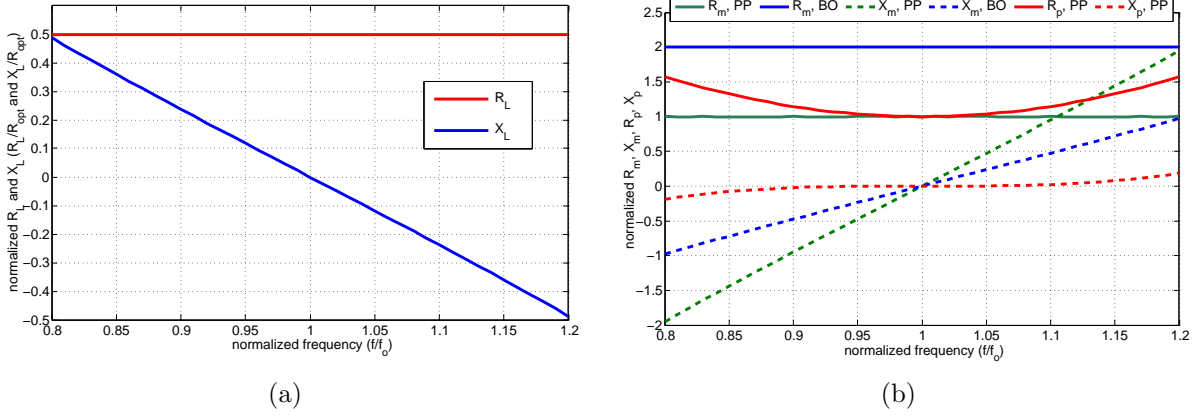 normalized R_L and X_L (R_L/R_opt and X_L/R_opt)
0.5
0.4
0.3
0.2
0.1
0
−0.1
−0.2
−0.3
−0.4
−0.5
R_L
X_L
0.8 0.85 0.9 0.95 1 1.05 1.1 1.15 1.2
normalized frequency (f/f_o)
(a)
R_m, PP R_m, BO X_m, PP X_m, BO R_p, PP X_p, PP
normalized R_m, X_m, R_p, X_p
2.5
2
1.5
1
0.5
0
−0.5
−1
−1.5
−2
0.8 0.85 0.9 0.95 1 1.05 1.1 1.15 1.2
normalized frequency (f/f_o)
(b)